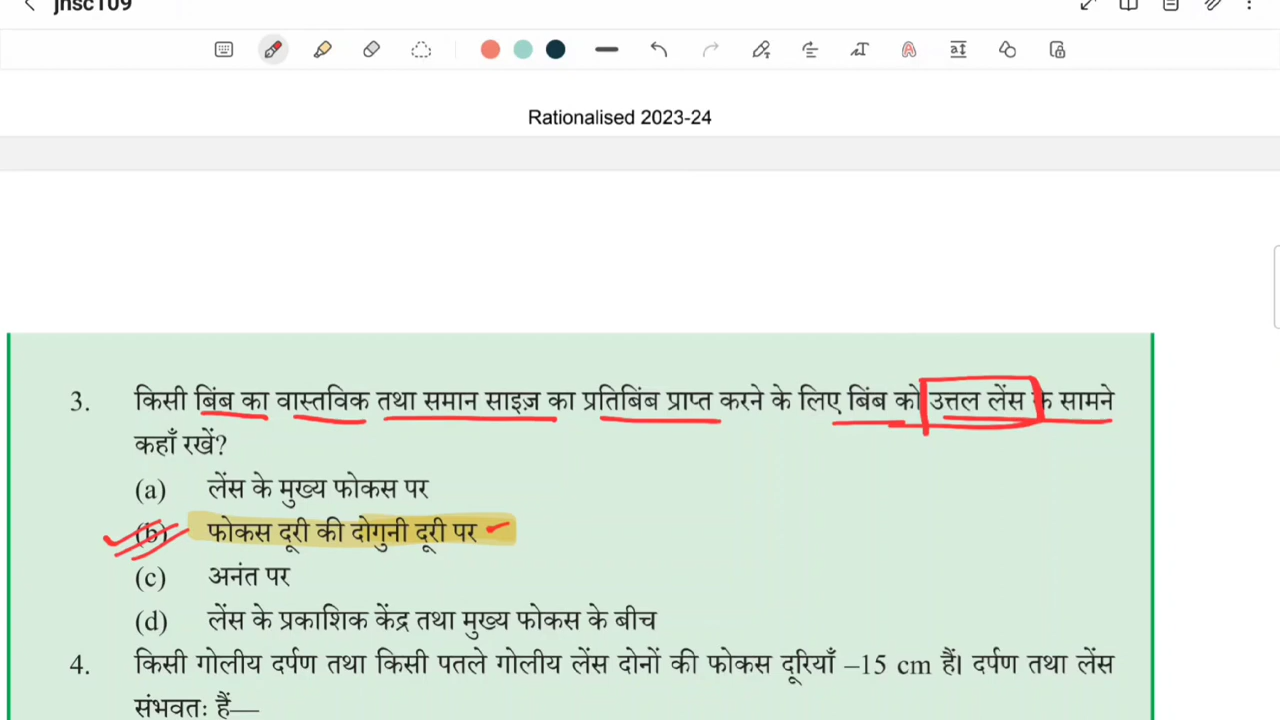 jhsc109
Rationalised 2023-24
3. किसी बिंब का वास्तविक तथा समान साइज़ का प्रतिबिंब प्राप्त करने के लिए बिंब को उत्तल लेंस के सामने
कहाँ रखें?
(a) लेंस के मुख्य फोकस पर
(b) फोकस दूरी की दोगुनी दूरी पर
(c) अनंत पर
(d) लेंस के प्रकाशिक केंद्र तथा मुख्य फोकस के बीच
4. किसी गोलीय दर्पण तथा किसी पतले गोलीय लेंस दोनों की फोकस दूरियाँ –15 cm हैं। दर्पण तथा लेंस
संभवतः हैं—